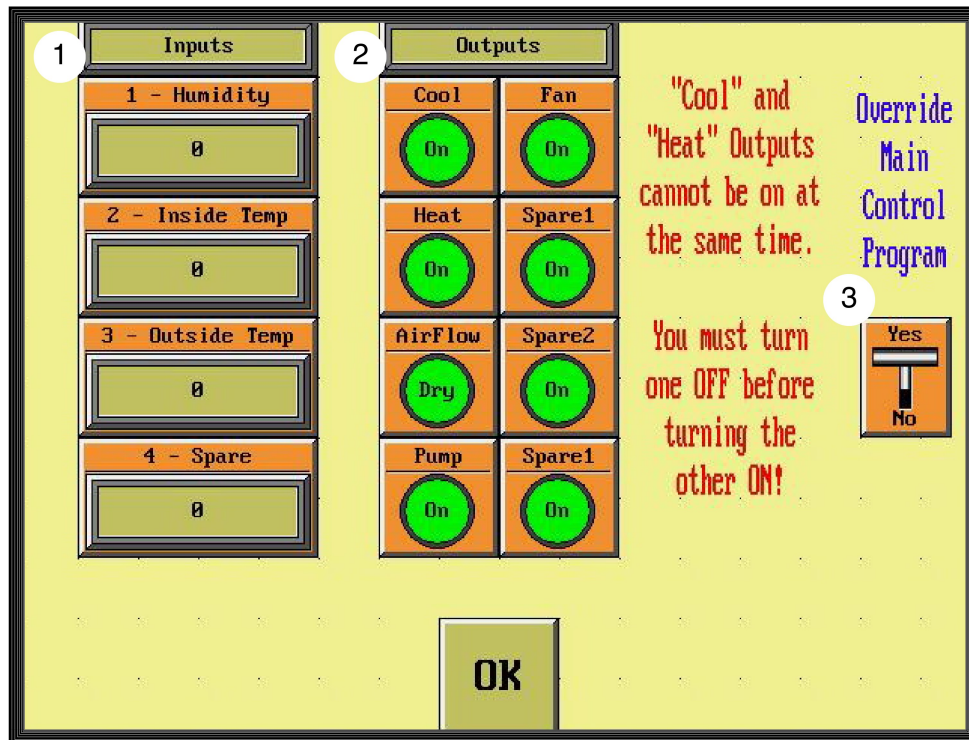 1
Inputs
1 - Humidity
0
2 - Inside Temp
0
3 - Outside Temp
0
4 - Spare
0
2
Outputs
Cool
On
Fan
On
Heat
On
Spare1
On
AirFlow
Dry
Spare2
On
Pump
On
Spare1
On
"Cool" and
"Heat" Outputs
cannot be on at
the same time.
You must turn
one OFF before
turning the
other ON!
Override
Main
Control
Program
3
Yes
No
OK